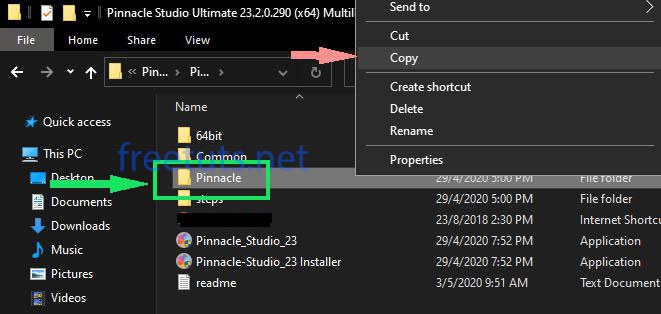 Pinnacle Studio Ultimate 23.2.0.290 (x64) Multili
File Home Share View
Pin... Pi...
Send to
Cut
Copy
Create shortcut
Delete
Rename
Properties
Quick access
This PC
Desktop
Documents
Downloads
Music
Pictures
Videos
Name
64bit
Common
freetuts.net
Pinnacle 29/4/2020 5:00 PM File folder
steps 29/4/2020 5:00 PM File folder
23/8/2018 2:30 PM Internet Shortcu
Pinnacle_Studio_23 29/4/2020 7:52 PM Application
Pinnacle-Studio_23 Installer 29/4/2020 7:52 PM Application
readme 3/5/2020 9:51 AM Text Document